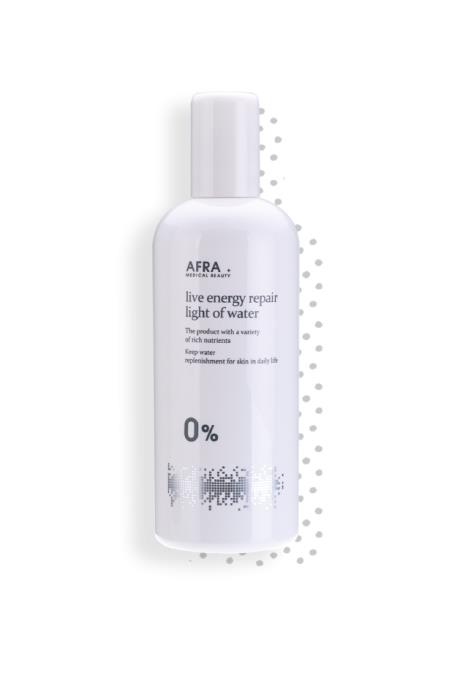 AFRA .
MEDICAL BEAUTY
live energy repair
light of water
The product with a variety
of rich nutrients
Keep water
replenishment for skin in daily life
0%